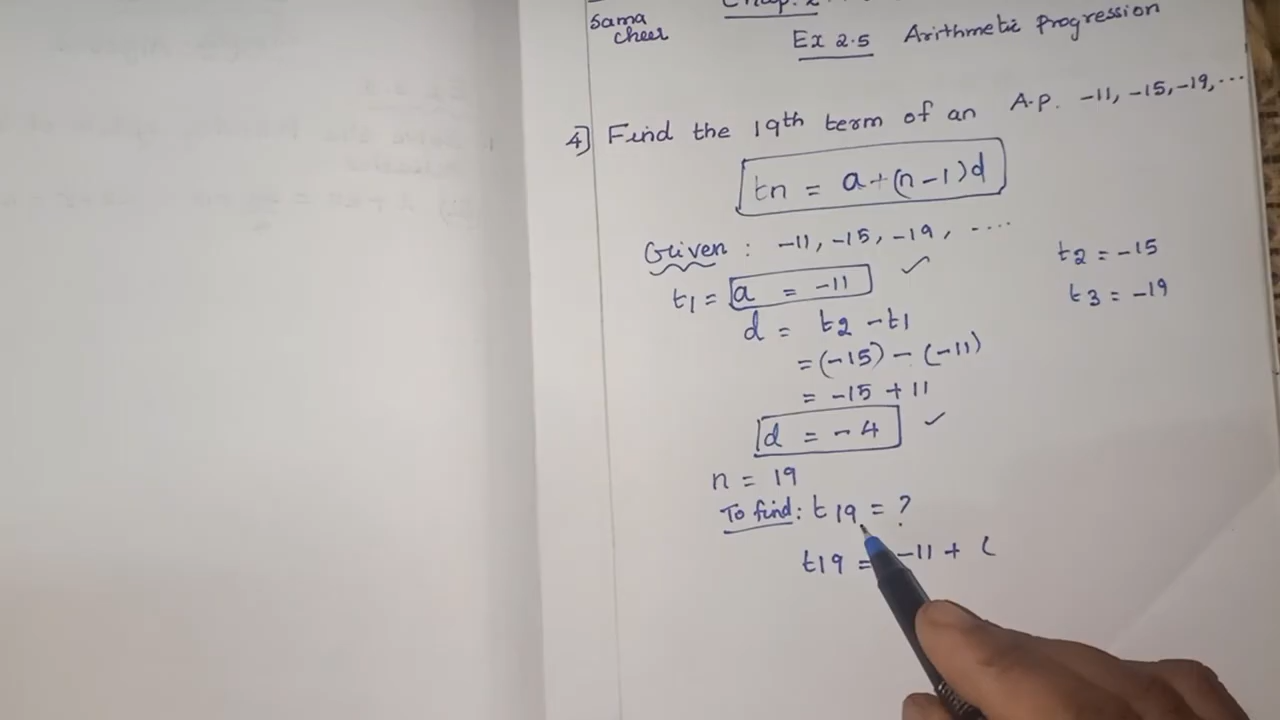 Sama
cheer
Ex 2.5 Arithmetic Progression
4] Find the 19th term of an A.P. -11, -15, -19, ...
tn = a+(n-1)d
Given : -11, -15, -19, ....
t1 = a = -11 ✓
t2 = -15
t3 = -19
d = t2 - t1
= (-15) - (-11)
= -15 + 11
d = -4 ✓
n = 19
To find: t19 = ?
t19 = -11 + (